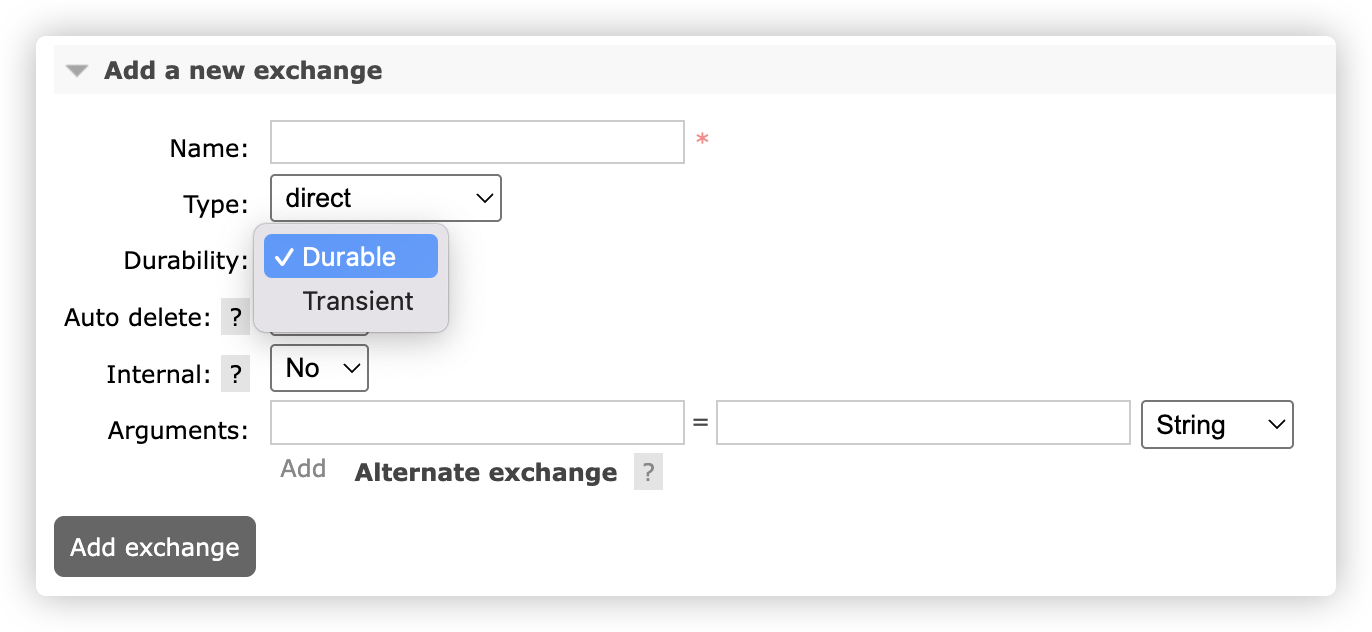 Add a new exchange
Name: *
Type: direct
Durability: ✓ Durable
Transient
Auto delete: ?
Internal: ? No
Arguments: = String
Add Alternate exchange ?
Add exchange